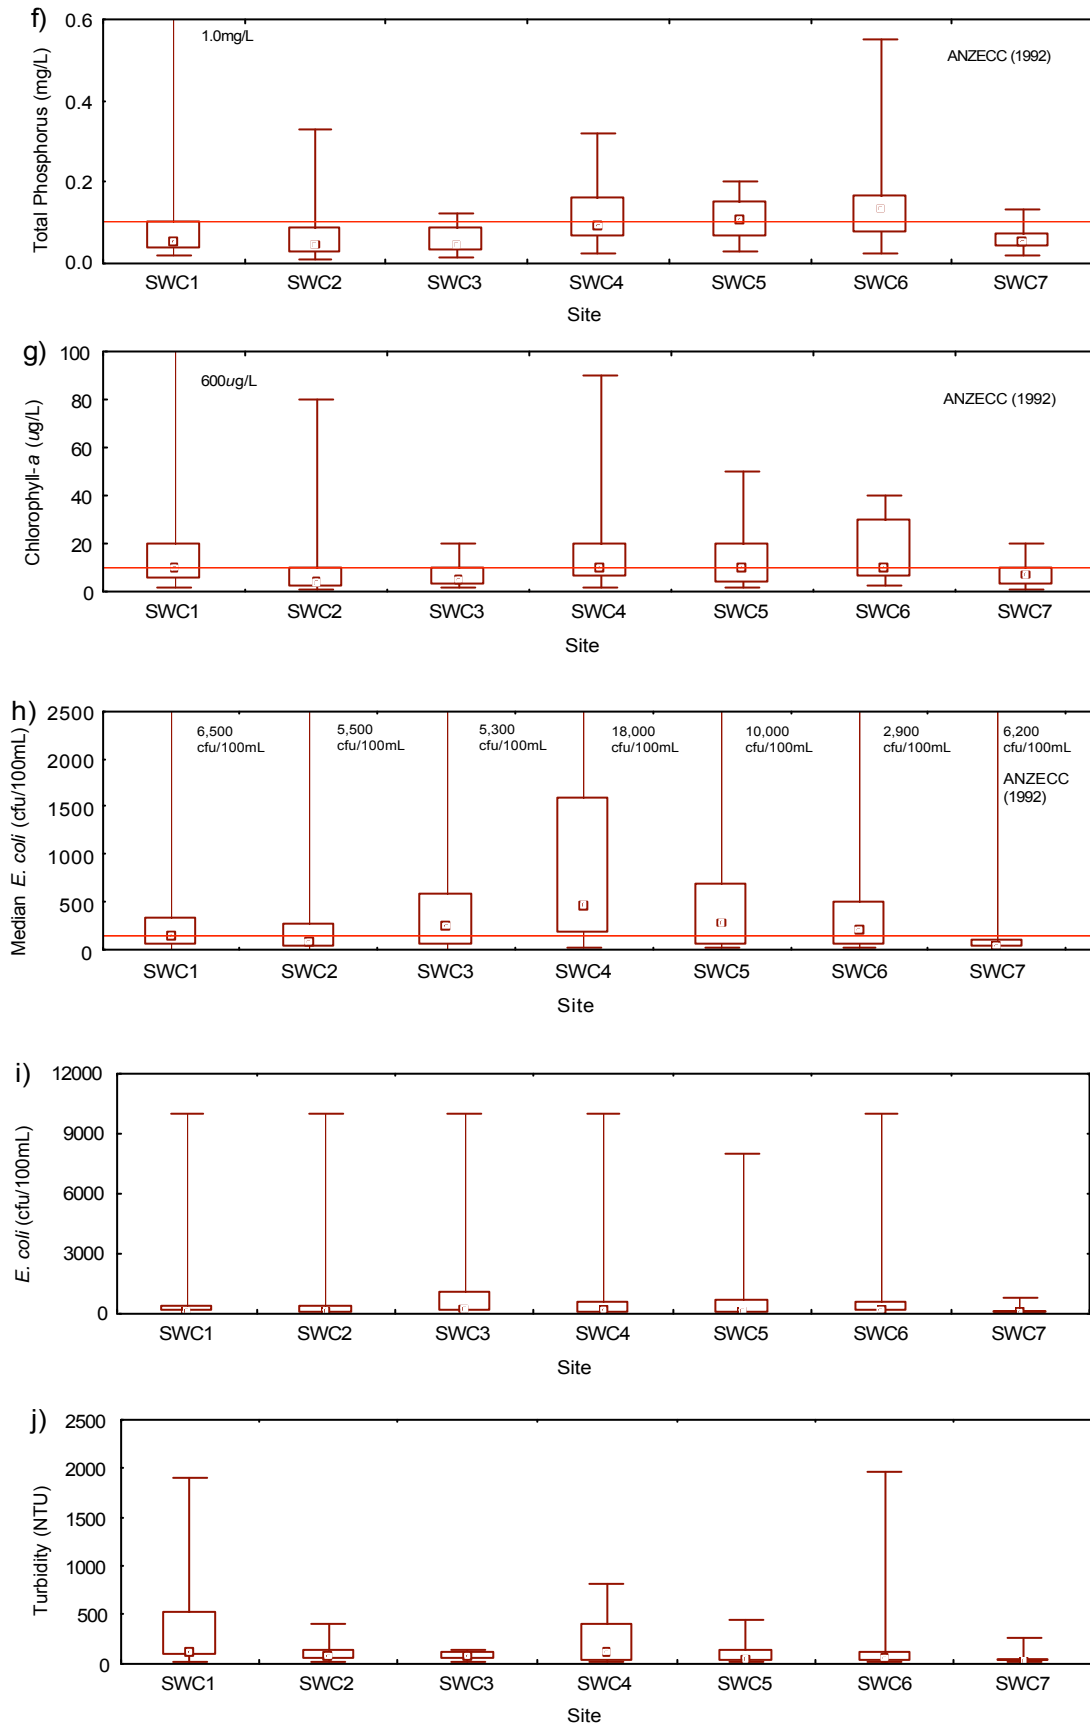 f)
Total Phosphorus (mg/L)
0.6
0.4
0.2
0.0
1.0mg/L
ANZECC (1992)
SWC1 SWC2 SWC3 SWC4 SWC5 SWC6 SWC7
Site
g)
Chlorophyll-a (ug/L)
100
80
60
40
20
0
600ug/L
ANZECC (1992)
SWC1 SWC2 SWC3 SWC4 SWC5 SWC6 SWC7
Site
h)
Median E. coli (cfu/100mL)
2500
2000
1500
1000
500
0
6,500
cfu/100mL
5,500
cfu/100mL
5,300
cfu/100mL
18,000
cfu/100mL
10,000
cfu/100mL
2,900
cfu/100mL
6,200
cfu/100mL
ANZECC
(1992)
SWC1 SWC2 SWC3 SWC4 SWC5 SWC6 SWC7
Site
i)
E. coli (cfu/100mL)
12000
9000
6000
3000
0
SWC1 SWC2 SWC3 SWC4 SWC5 SWC6 SWC7
Site
j)
Turbidity (NTU)
2500
2000
1500
1000
500
0
SWC1 SWC2 SWC3 SWC4 SWC5 SWC6 SWC7
Site